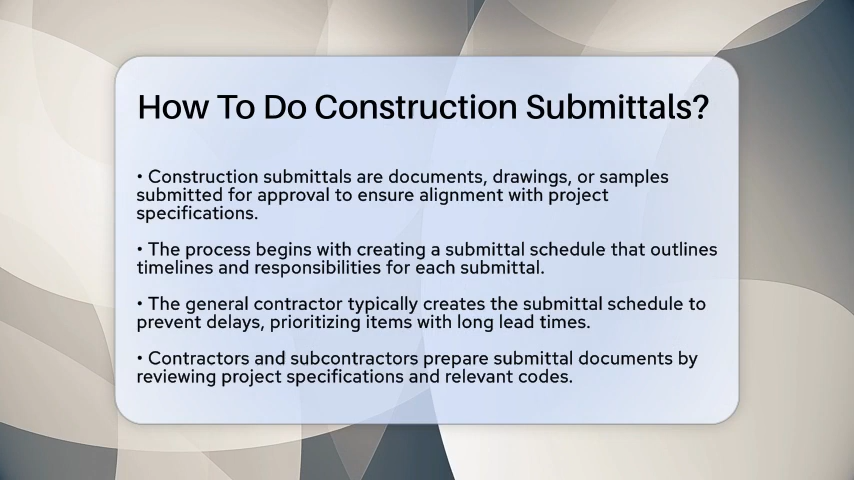 How To Do Construction Submittals?
• Construction submittals are documents, drawings, or samples
submitted for approval to ensure alignment with project
specifications.
• The process begins with creating a submittal schedule that outlines
timelines and responsibilities for each submittal.
• The general contractor typically creates the submittal schedule to
prevent delays, prioritizing items with long lead times.
• Contractors and subcontractors prepare submittal documents by
reviewing project specifications and relevant codes.